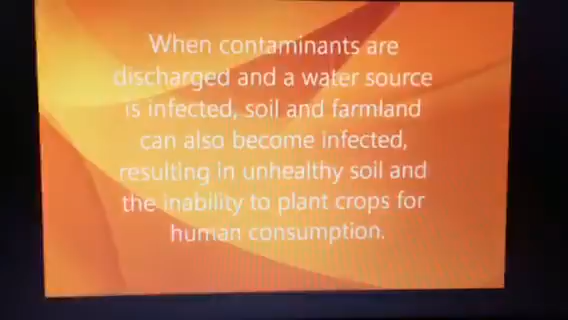 When contaminants are
discharged and a water source
is infected, soil and farmland
can also become infected,
resulting in unhealthy soil and
the inability to plant crops for
human consumption.